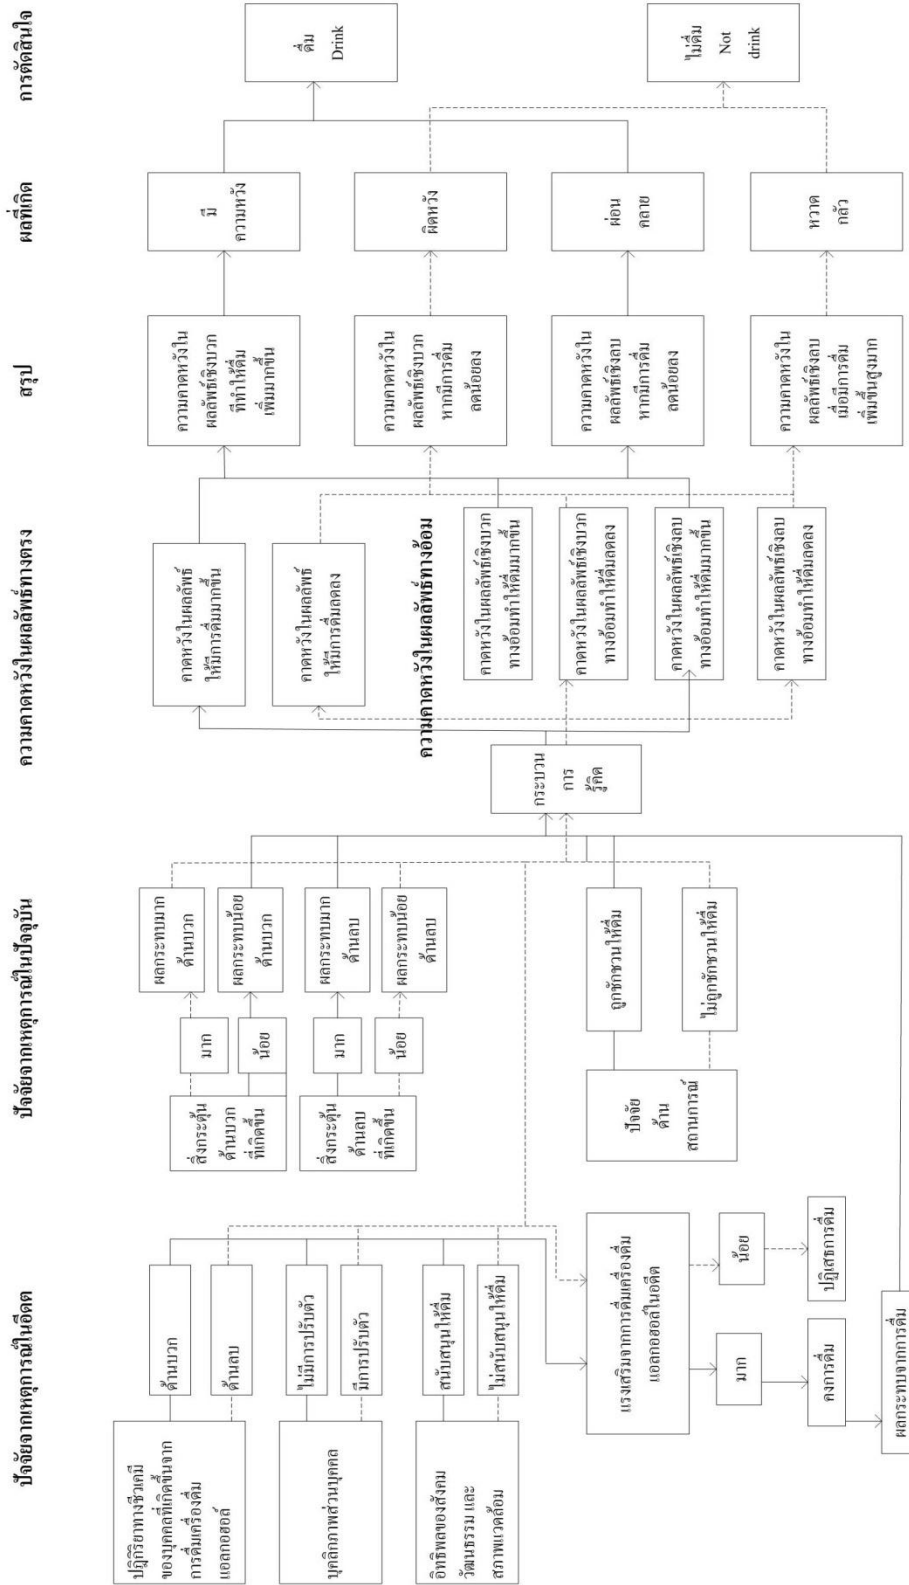 ปัจจัยจากเหตุการณ์ในอดีต
ปัจจัยจากเหตุการณ์ในปัจจุบัน
ความคาดหวังในผลลัพธ์ทางตรง
สรุป
ผลที่เกิด
การตัดสินใจ
ปฏิกิริยาทางชีวเคมี
ของบุคคลที่เกิดขึ้นจาก
การดื่มเครื่องดื่ม
แอลกอฮอล์
ด้านบวก
ด้านลบ
บุคลิกภาพส่วนบุคคล
ไม่มีการปรับตัว
มีการปรับตัว
อิทธิพลของสังคม
วัฒนธรรม และ
สภาพแวดล้อม
สนับสนุนให้ดื่ม
ไม่สนับสนุนให้ดื่ม
แรงเสริมจากการดื่มเครื่องดื่ม
แอลกอฮอล์ในอดีต
มาก
น้อย
คงการดื่ม
ปฏิเสธการดื่ม
ผลกระทบจากการดื่ม
สิ่งกระตุ้น
ด้านบวก
ที่เกิดขึ้น
มาก
น้อย
ผลกระทบมาก
ด้านบวก
ผลกระทบน้อย
ด้านบวก
สิ่งกระตุ้น
ด้านลบ
ที่เกิดขึ้น
มาก
น้อย
ผลกระทบมาก
ด้านลบ
ผลกระทบน้อย
ด้านลบ
ปัจจัย
ด้าน
สถานการณ์
ถูกชักชวนให้ดื่ม
ไม่ถูกชักชวนให้ดื่ม
กระบวน
การ
รู้คิด
คาดหวังในผลลัพธ์
ให้มีการดื่มมากขึ้น
คาดหวังในผลลัพธ์
ให้มีการดื่มลดลง
ความคาดหวังในผลลัพธ์ทางอ้อม
คาดหวังในผลลัพธ์เชิงบวก
ทางอ้อมทำให้ดื่มมากขึ้น
คาดหวังในผลลัพธ์เชิงบวก
ทางอ้อมทำให้ดื่มลดลง
คาดหวังในผลลัพธ์เชิงลบ
ทางอ้อมทำให้ดื่มมากขึ้น
คาดหวังในผลลัพธ์เชิงลบ
ทางอ้อมทำให้ดื่มลดลง
ความคาดหวังใน
ผลลัพธ์เชิงบวก
ที่ทำให้ดื่ม
เพิ่มมากขึ้น
ความคาดหวังใน
ผลลัพธ์เชิงบวก
หากมีการดื่ม
ลดน้อยลง
ความคาดหวังใน
ผลลัพธ์เชิงลบ
หากมีการดื่ม
ลดน้อยลง
ความคาดหวังใน
ผลลัพธ์เชิงลบ
เมื่อมีการดื่ม
เพิ่มขึ้นสูงมาก
มี
ความหวัง
ผิดหวัง
ผ่อน
คลาย
หวาด
กลัว
ดื่ม
Drink
ไม่ดื่ม
Not
drink